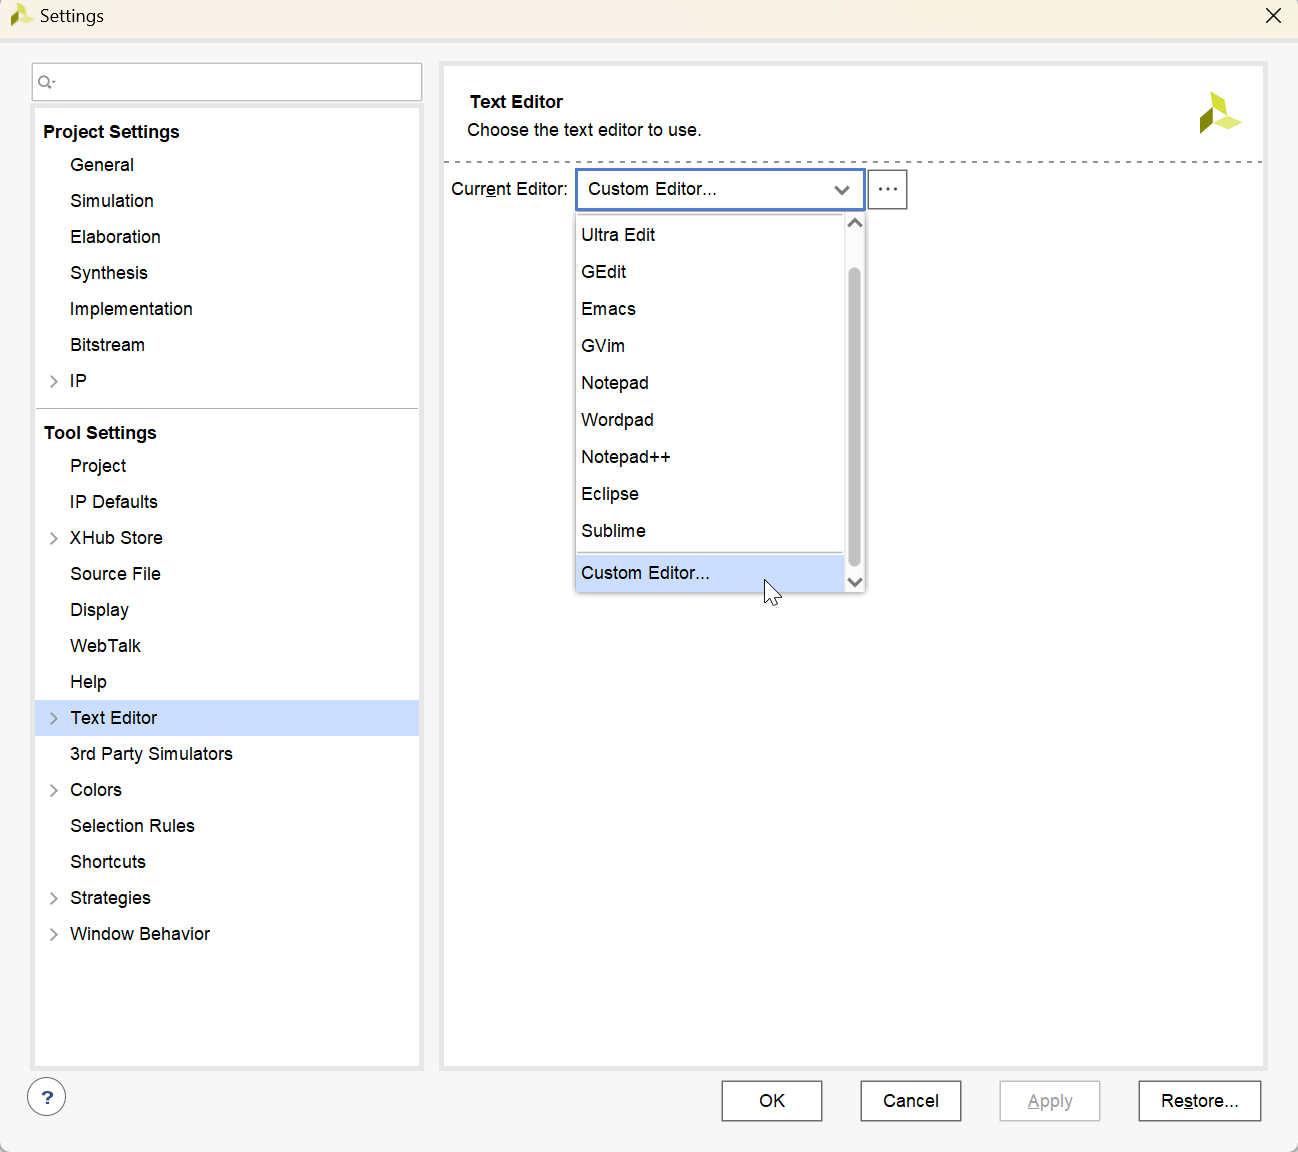 Settings
Project Settings
General
Simulation
Elaboration
Synthesis
Implementation
Bitstream
IP
Tool Settings
Project
IP Defaults
XHub Store
Source File
Display
WebTalk
Help
Text Editor
3rd Party Simulators
Colors
Selection Rules
Shortcuts
Strategies
Window Behavior
Text Editor
Choose the text editor to use.
Current Editor: Custom Editor... ...
Ultra Edit
GEdit
Emacs
GVim
Notepad
Wordpad
Notepad++
Eclipse
Sublime
Custom Editor...
? OK Cancel Apply Restore...